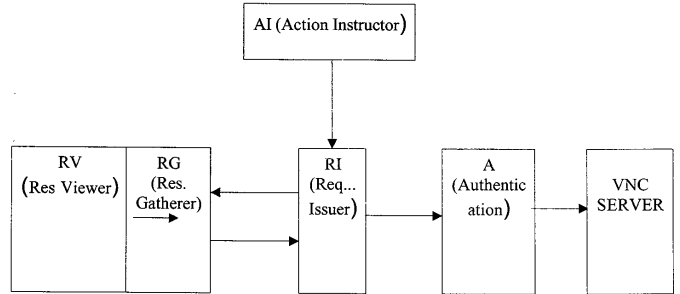 AI (Action Instructor)
RV
(Res Viewer)
RG
(Res.
Gatherer)
RI
(Req...
Issuer)
A
(Authentic
ation)
VNC
SERVER